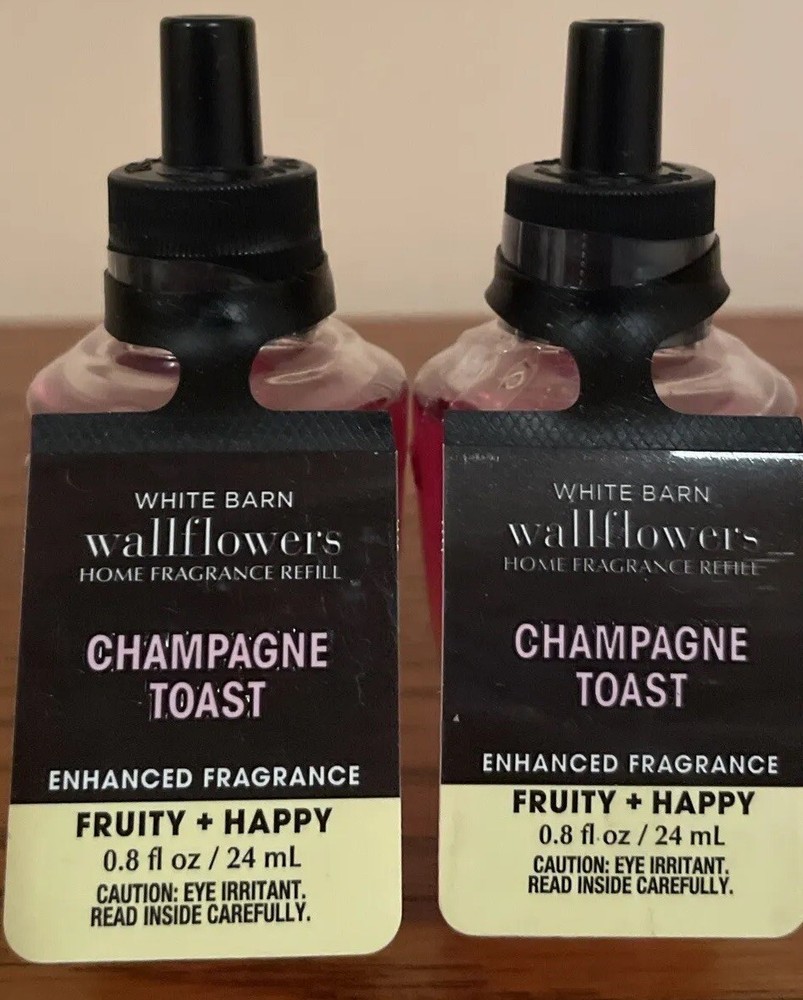 WHITE BARN
wallflowers
HOME FRAGRANCE REFILL
CHAMPAGNE
TOAST
ENHANCED FRAGRANCE
FRUITY + HAPPY
0.8 fl oz / 24 mL
CAUTION: EYE IRRITANT.
READ INSIDE CAREFULLY.
WHITE BARN
wallflowers
HOME FRAGRANCE REFILL
CHAMPAGNE
TOAST
ENHANCED FRAGRANCE
FRUITY + HAPPY
0.8 fl oz / 24 mL
CAUTION: EYE IRRITANT.
READ INSIDE CAREFULLY.